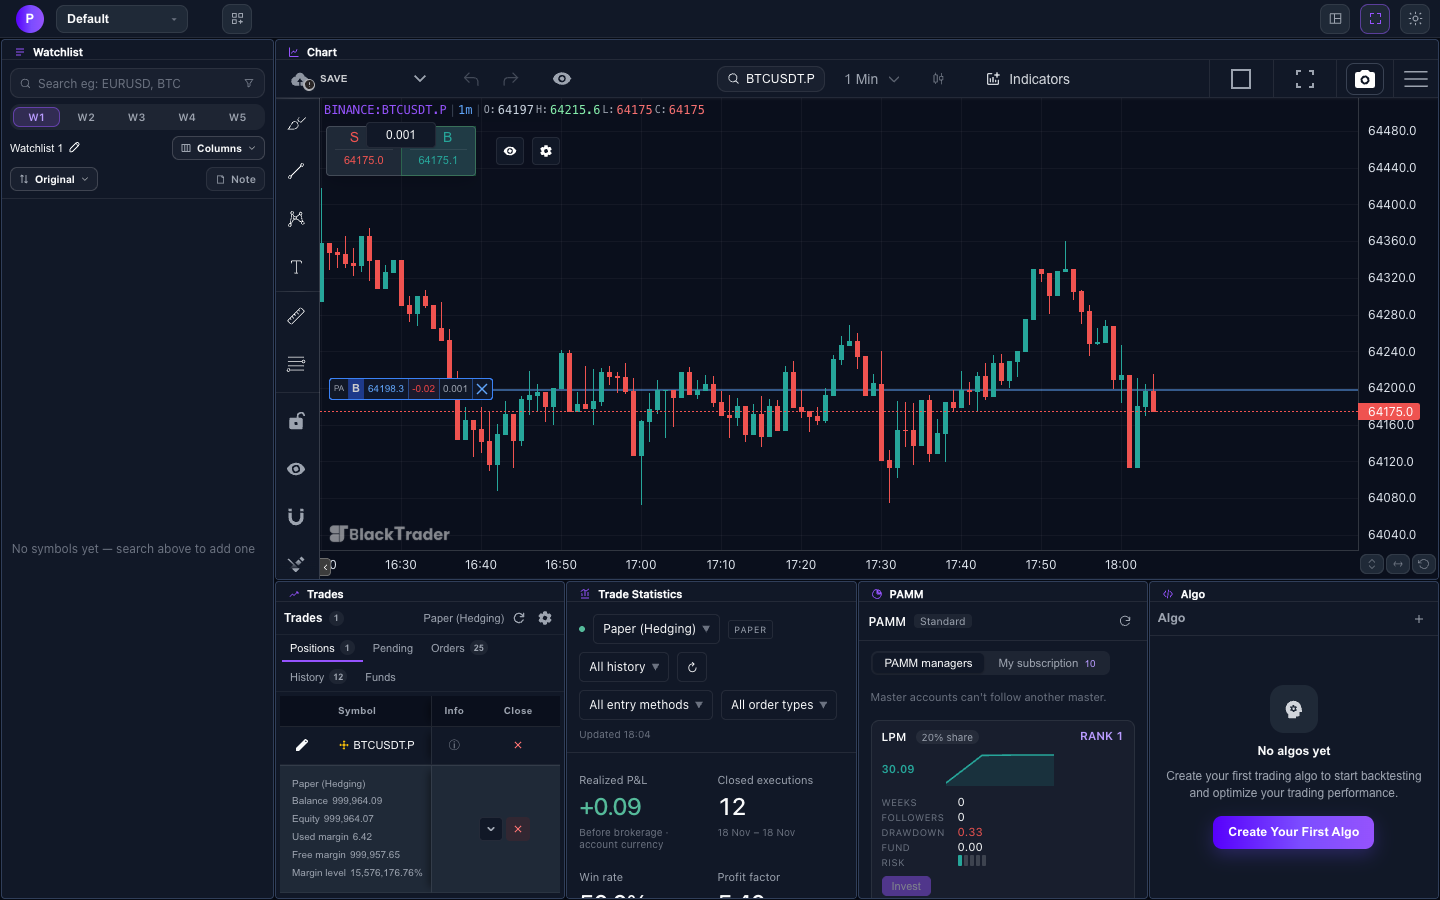 P
Default
Watchlist
Search eg: EURUSD, BTC
W1 W2 W3 W4 W5
Watchlist 1
Columns
Original
Note
No symbols yet — search above to add one
Chart
SAVE
BTCUSDT.P
1 Min
Indicators
BINANCE:BTCUSDT.P 1m O:64197 H:64215.6 L:64175 C:64175
S 0.001 B
64175.0 64175.1
PA B 64198.3 -0.02 0.001
64480.0
64440.0
64400.0
64360.0
64320.0
64280.0
64240.0
64200.0
64175.0
64160.0
64120.0
64080.0
64040.0
BlackTrader
16:30 16:40 16:50 17:00 17:10 17:20 17:30 17:40 17:50 18:00
Trades
Trades 1
Paper (Hedging)
Positions 1 Pending Orders 25
History 12 Funds
Symbol Info Close
BTCUSDT.P
Paper (Hedging)
Balance 999,964.09
Equity 999,964.07
Used margin 6.42
Free margin 999,957.65
Margin level 15,576,176.76%
Trade Statistics
Paper (Hedging)
PAPER
All history
All entry methods
All order types
Updated 18:04
Realized P&L
+0.09
Before brokerage ·
account currency
Closed executions
12
18 Nov – 18 Nov
Win rate
Profit factor
PAMM
PAMM Standard
PAMM managers
My subscription 10
Master accounts can't follow another master.
LPM 20% share RANK 1
30.09
WEEKS 0
FOLLOWERS 0
DRAWDOWN 0.33
FUND 0.00
RISK
Invest
Algo
Algo
No algos yet
Create your first trading algo to start backtesting
and optimize your trading performance.
Create Your First Algo